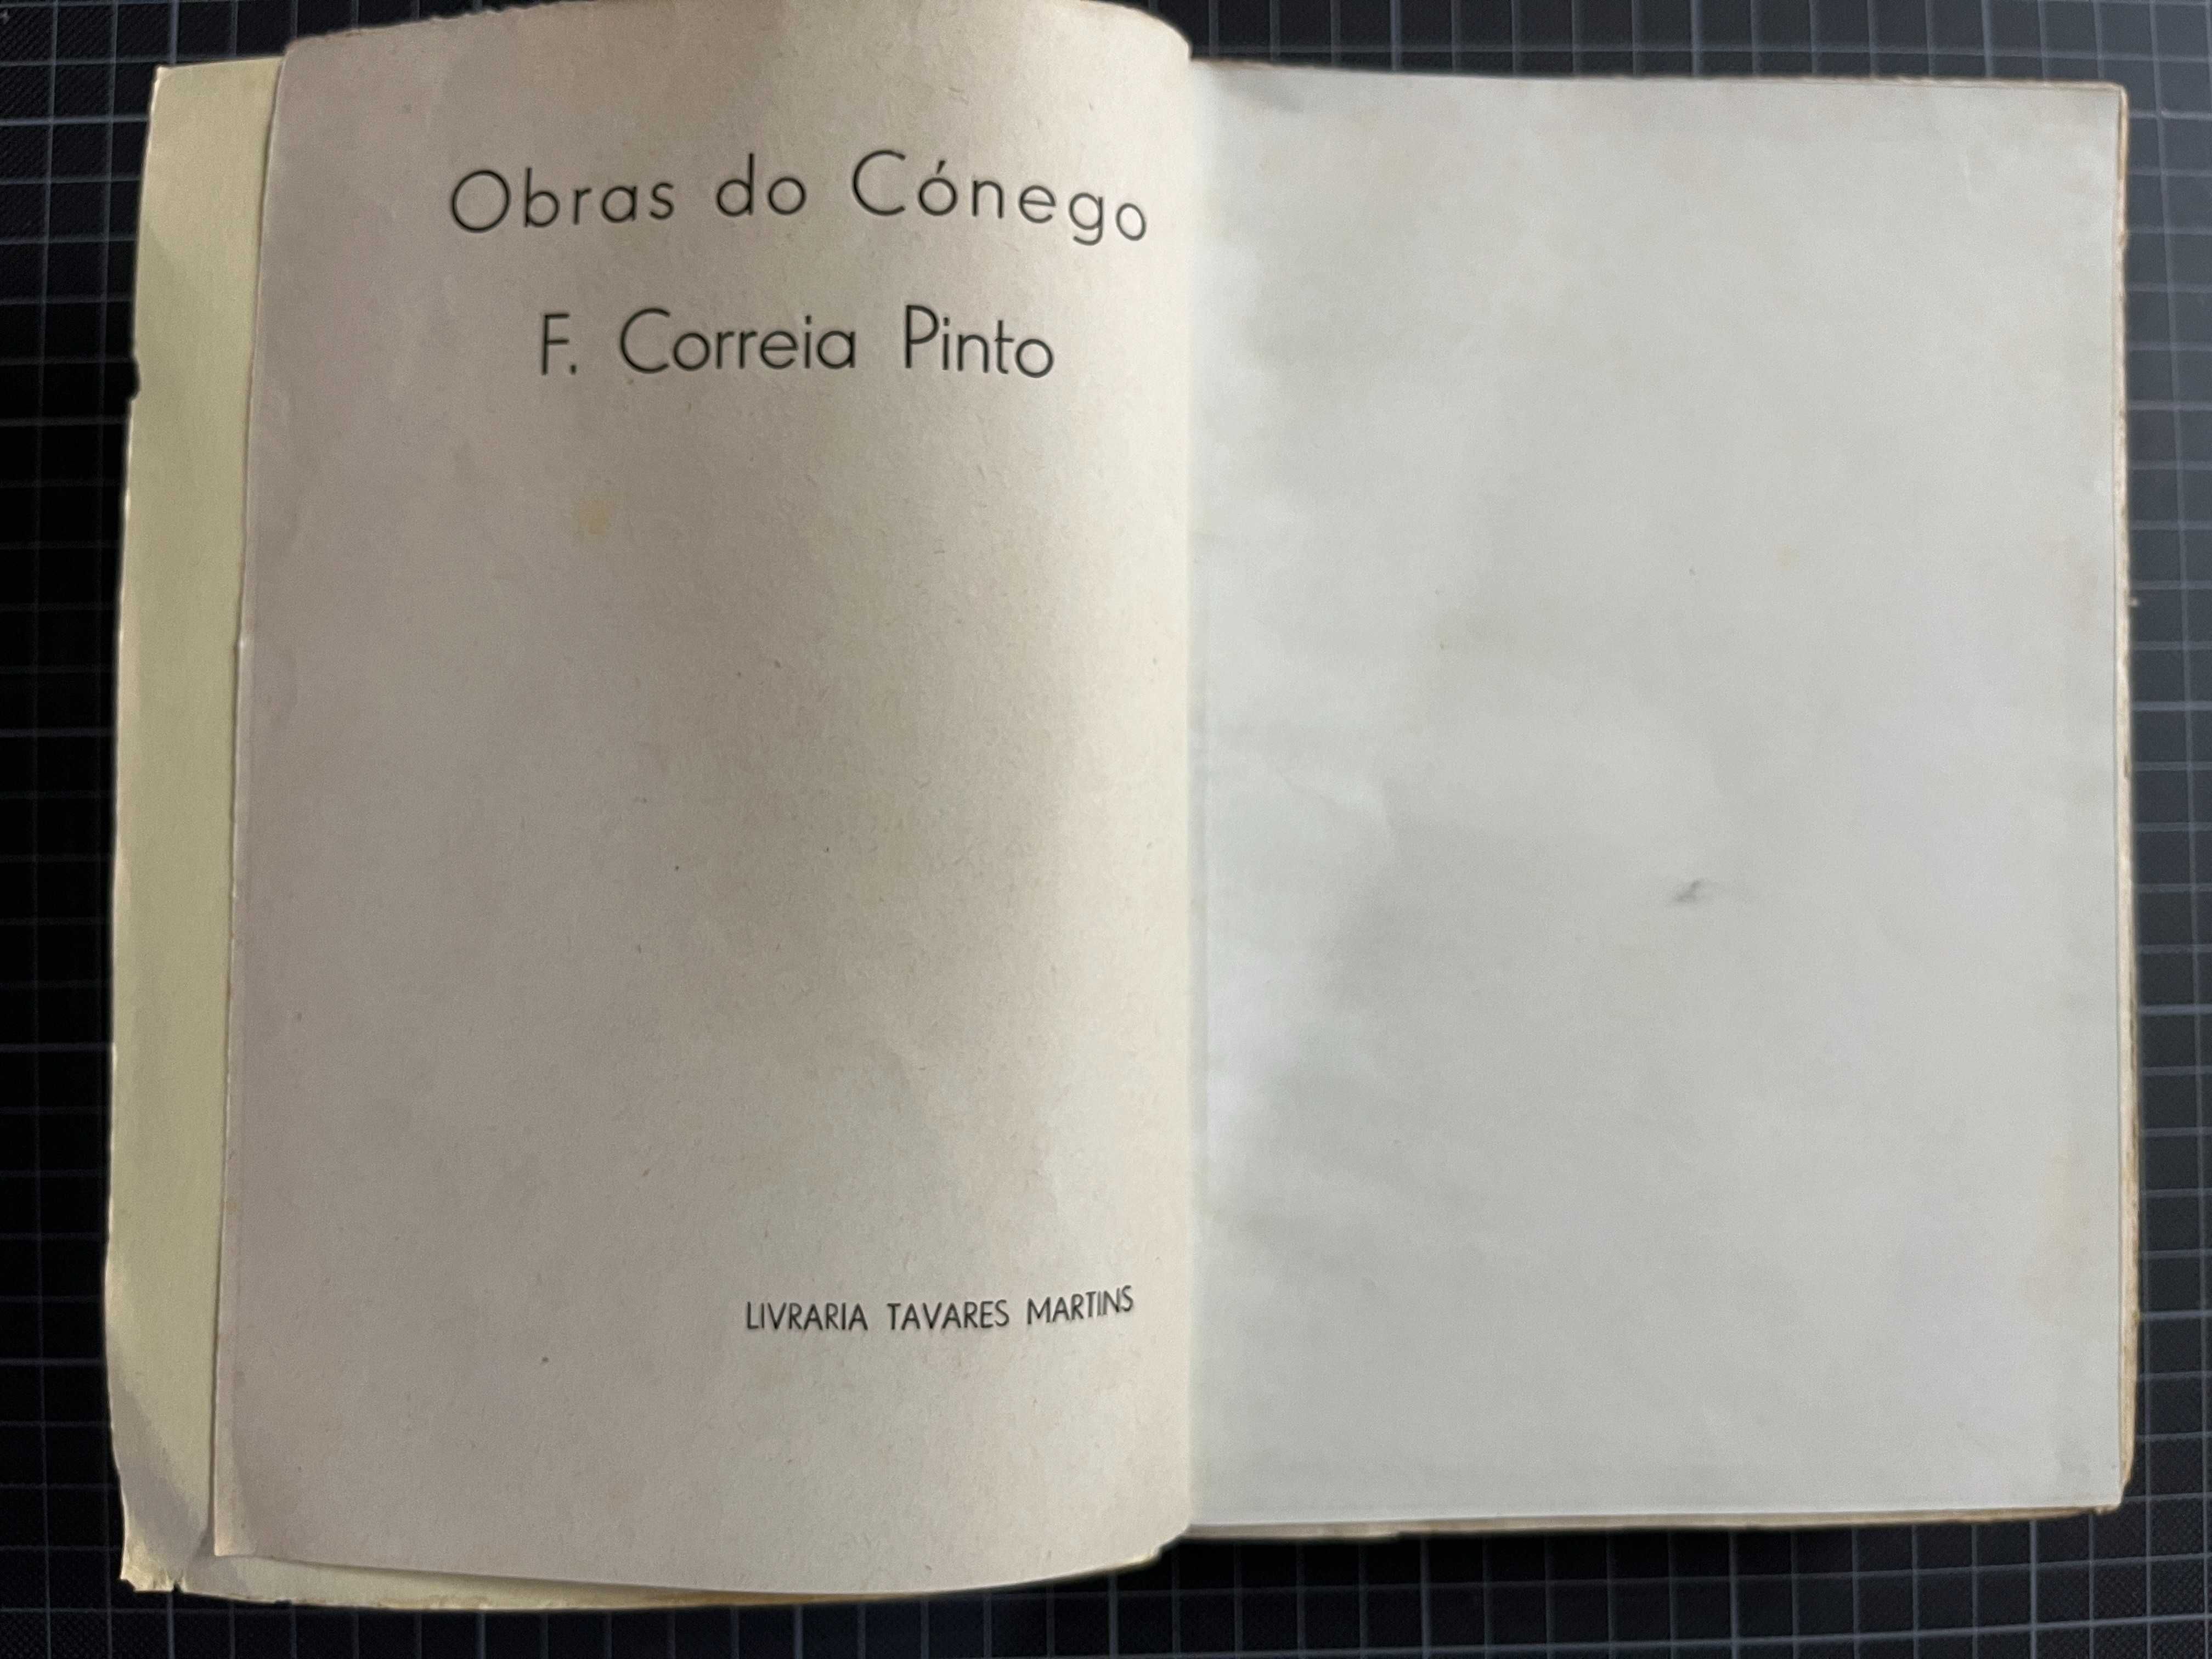 Obras do Cónego
F. Correia Pinto
LIVRARIA TAVARES MARTINS